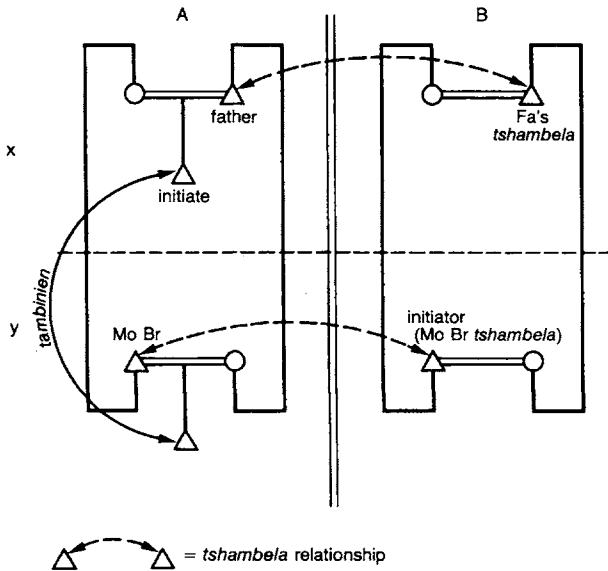 A
B
father
Fa's
tshambela
x
initiate
tambinien
y
Mo Br
initiator
(Mo Br tshambela)
= tshambela relationship